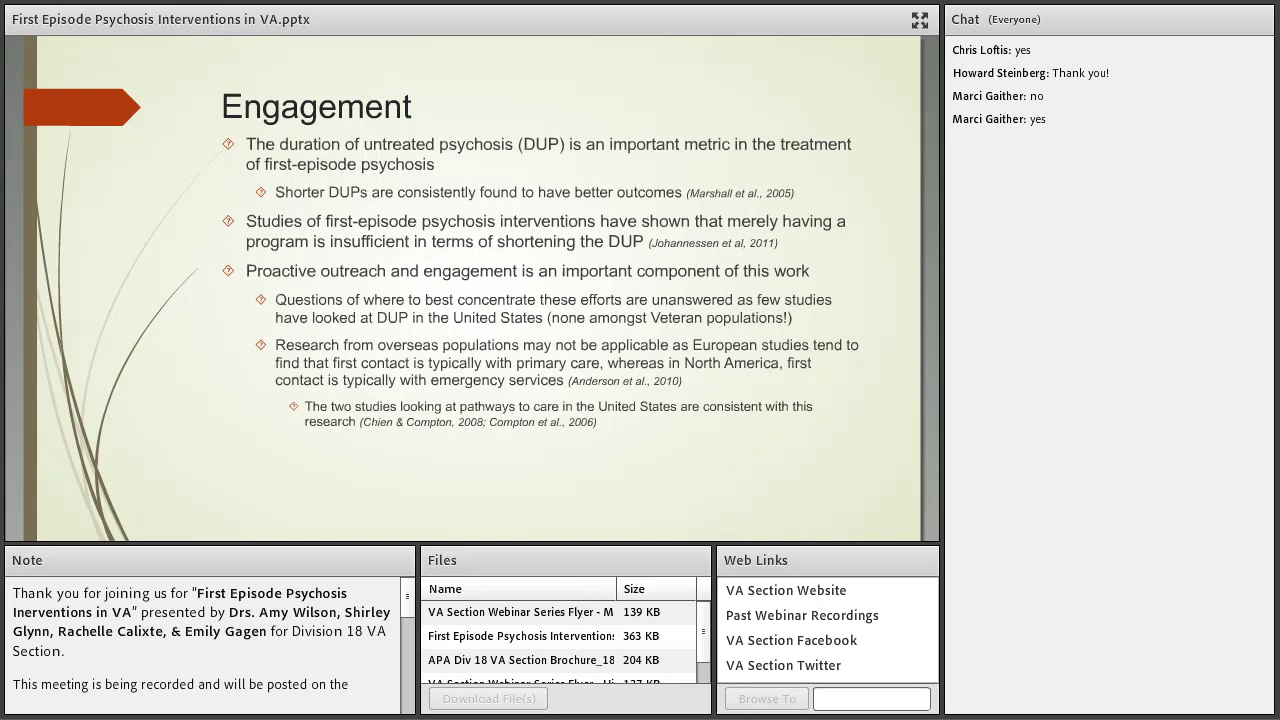 First Episode Psychosis Interventions in VA.pptx
Engagement
The duration of untreated psychosis (DUP) is an important metric in the treatment
of first-episode psychosis
Shorter DUPs are consistently found to have better outcomes (Marshall et al., 2005)
Studies of first-episode psychosis interventions have shown that merely having a
program is insufficient in terms of shortening the DUP (Johannessen et al, 2011)
Proactive outreach and engagement is an important component of this work
Questions of where to best concentrate these efforts are unanswered as few studies
have looked at DUP in the United States (none amongst Veteran populations!)
Research from overseas populations may not be applicable as European studies tend to
find that first contact is typically with primary care, whereas in North America, first
contact is typically with emergency services (Anderson et al., 2010)
The two studies looking at pathways to care in the United States are consistent with this
research (Chien & Compton, 2008; Compton et al., 2006)
Chat (Everyone)
Chris Loftis: yes
Howard Steinberg: Thank you!
Marci Gaither: no
Marci Gaither: yes
Note
Thank you for joining us for "First Episode Psychosis
Inerventions in VA" presented by Drs. Amy Wilson, Shirley
Glynn, Rachelle Calixte, & Emily Gagen for Division 18 VA
Section.
This meeting is being recorded and will be posted on the
Files
Name Size
VA Section Webinar Series Flyer - M 139 KB
First Episode Psychosis Interventions 363 KB
APA Div 18 VA Section Brochure_18 204 KB
VA Section Webinar Series Flyer - Hi 137 KB
Download File(s)
Web Links
VA Section Website
Past Webinar Recordings
VA Section Facebook
VA Section Twitter
Browse To